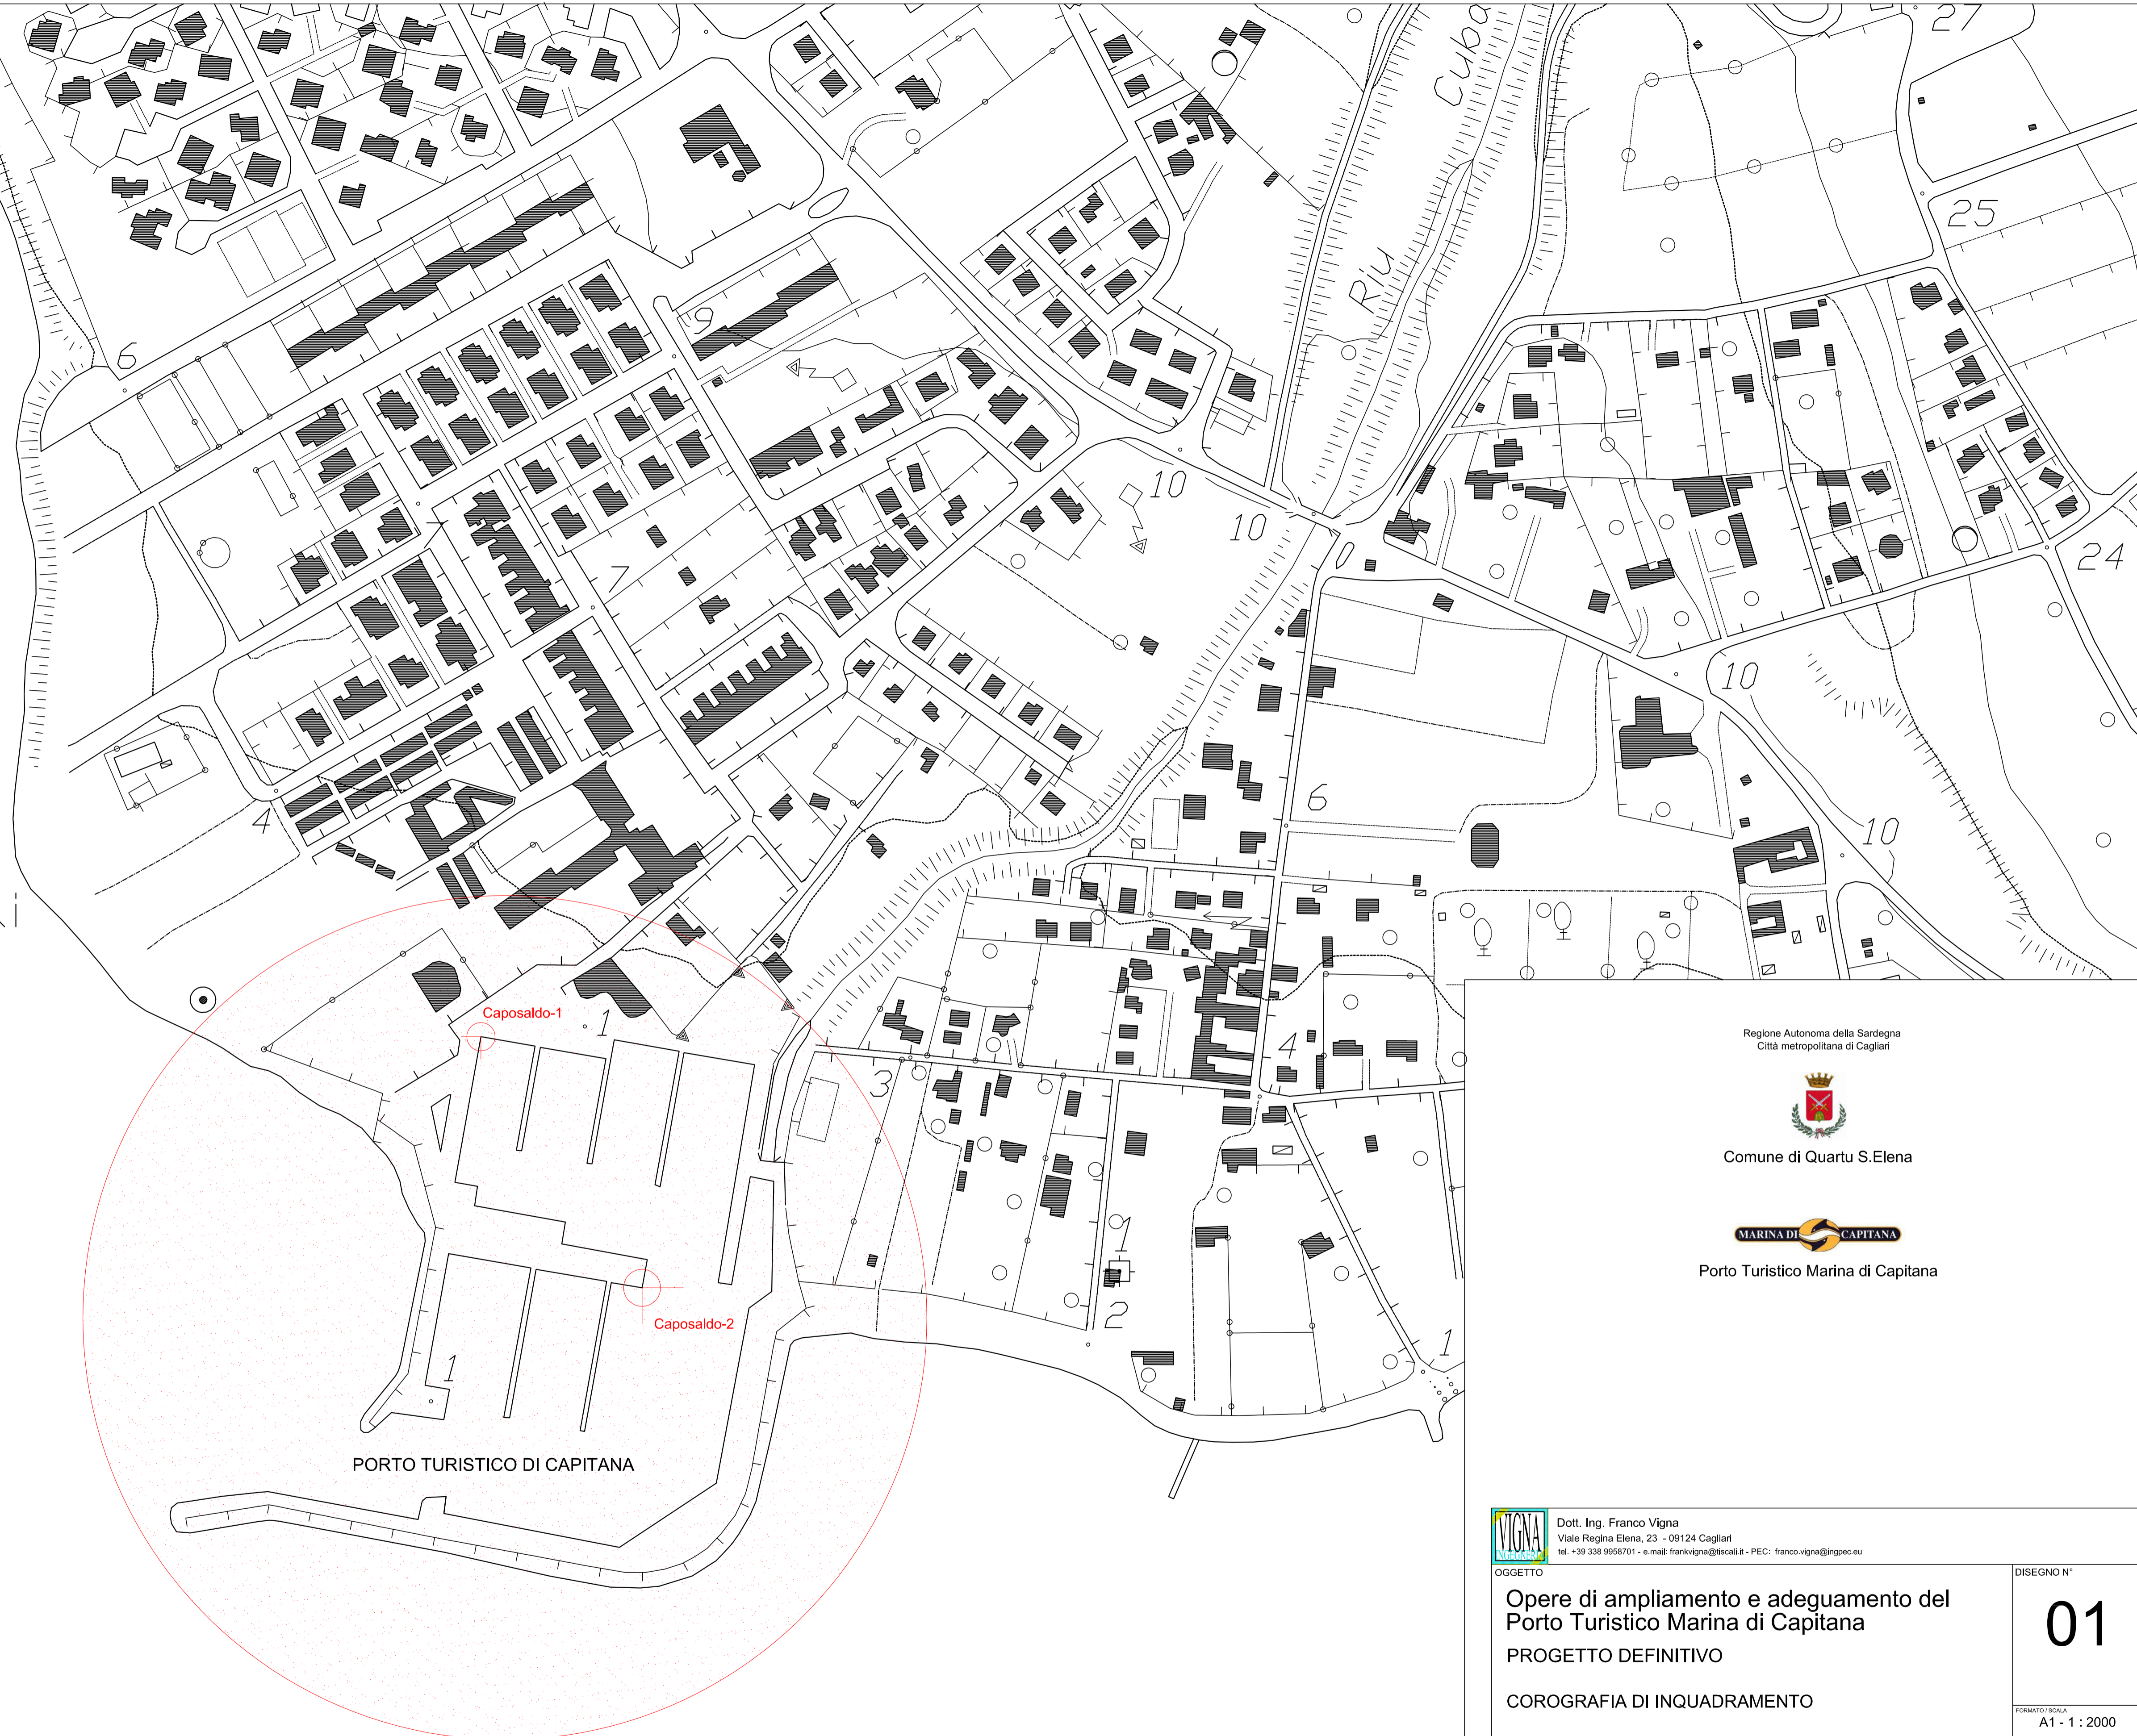 27
Cuba
25
Riu
6
9
10
10
7
7
24
10
6
4
10
Caposaldo-1
1
4
3
Regione Autonoma della Sardegna
Città metropolitana di Cagliari
Comune di Quartu S.Elena
MARINA DI CAPITANA
Porto Turistico Marina di Capitana
1
2
Caposaldo-2
1
1
PORTO TURISTICO DI CAPITANA
VIGNA
INGEGNERIA
Dott. Ing. Franco Vigna
Viale Regina Elena, 23 - 09124 Cagliari
tel. +39 338 9958701 - e.mail: frankvigna@tiscali.it - PEC: franco.vigna@ingpec.eu
OGGETTO
DISEGNO N°
Opere di ampliamento e adeguamento del
Porto Turistico Marina di Capitana
01
PROGETTO DEFINITIVO
COROGRAFIA DI INQUADRAMENTO
FORMATO / SCALA
A1 - 1 : 2000